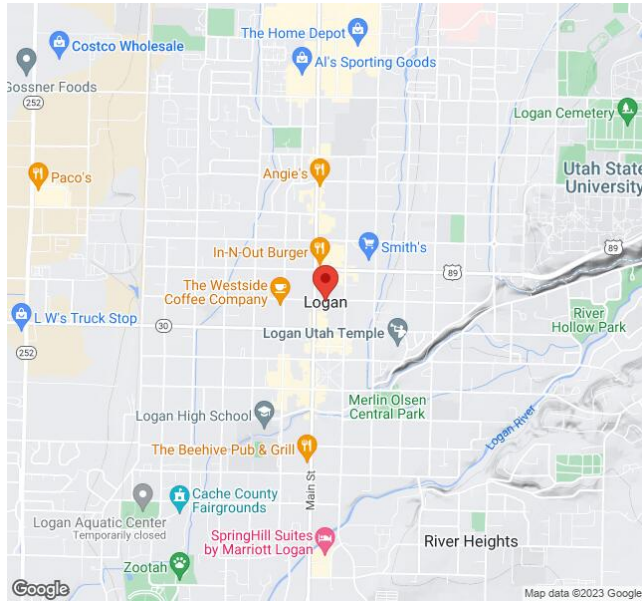 The Home Depot
Costco Wholesale
Al's Sporting Goods
Gossner Foods
252
Logan Cemetery
Utah State
University
Paco's
Angie's
In-N-Out Burger
Smith's
89
89
The Westside
Coffee Company
Logan
L W's Truck Stop
30
Logan Utah Temple
River
Hollow Park
252
Merlin Olsen
Central Park
Logan High School
Logan River
The Beehive Pub & Grill
Main St
Cache County
Fairgrounds
Logan Aquatic Center
Temporarily closed
SpringHill Suites
by Marriott Logan
River Heights
Zootah
Google
Map data ©2023 Google